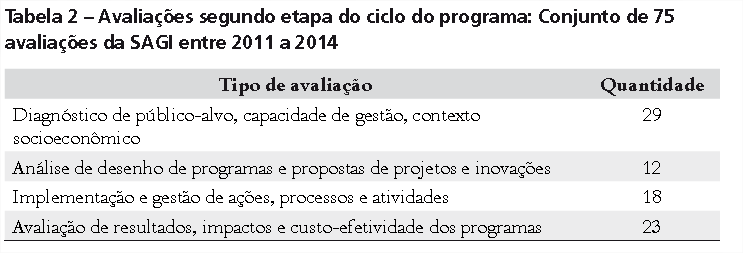 Tabela 2 – Avaliações segundo etapa do ciclo do programa: Conjunto de 75
avaliações da SAGI entre 2011 a 2014
Tipo de avaliação Quantidade
Diagnóstico de público-alvo, capacidade de gestão, contexto 29
socioeconômico
Análise de desenho de programas e propostas de projetos e inovações 12
Implementação e gestão de ações, processos e atividades 18
Avaliação de resultados, impactos e custo-efetividade dos programas 23